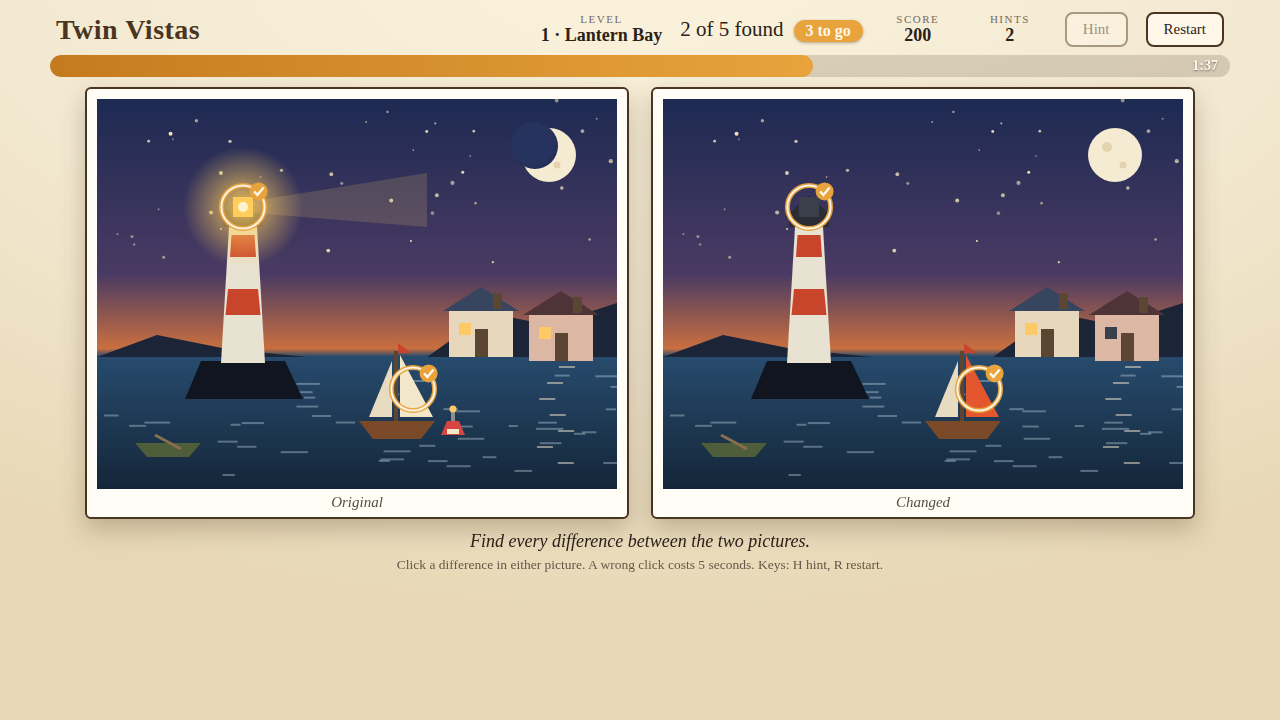 Twin Vistas
LEVEL
1 · Lantern Bay
2 of 5 found
3 to go
SCORE
200
HINTS
2
Hint
Restart
1:37
Original
Changed
Find every difference between the two pictures.
Click a difference in either picture. A wrong click costs 5 seconds. Keys: H hint, R restart.